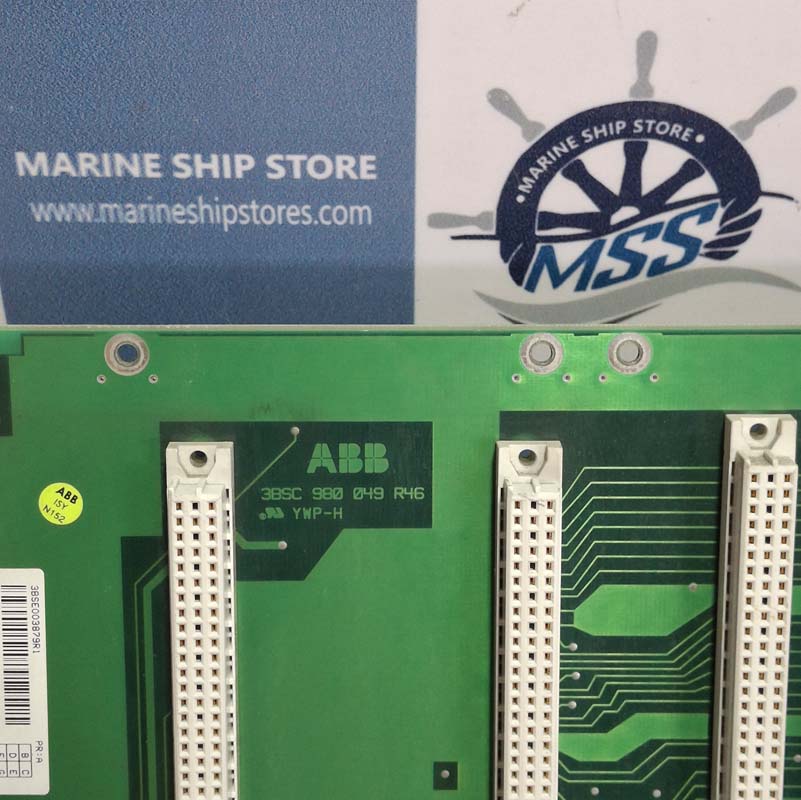 MARINE SHIP STORE
www.marineshipstores.com
•MARINE SHIP STORE•
MSS
ABB
3BSC 980 049 R46
YWP-H
ABB
ISY
N152
3BSE003879R1
PR:A
B C
D E
F G